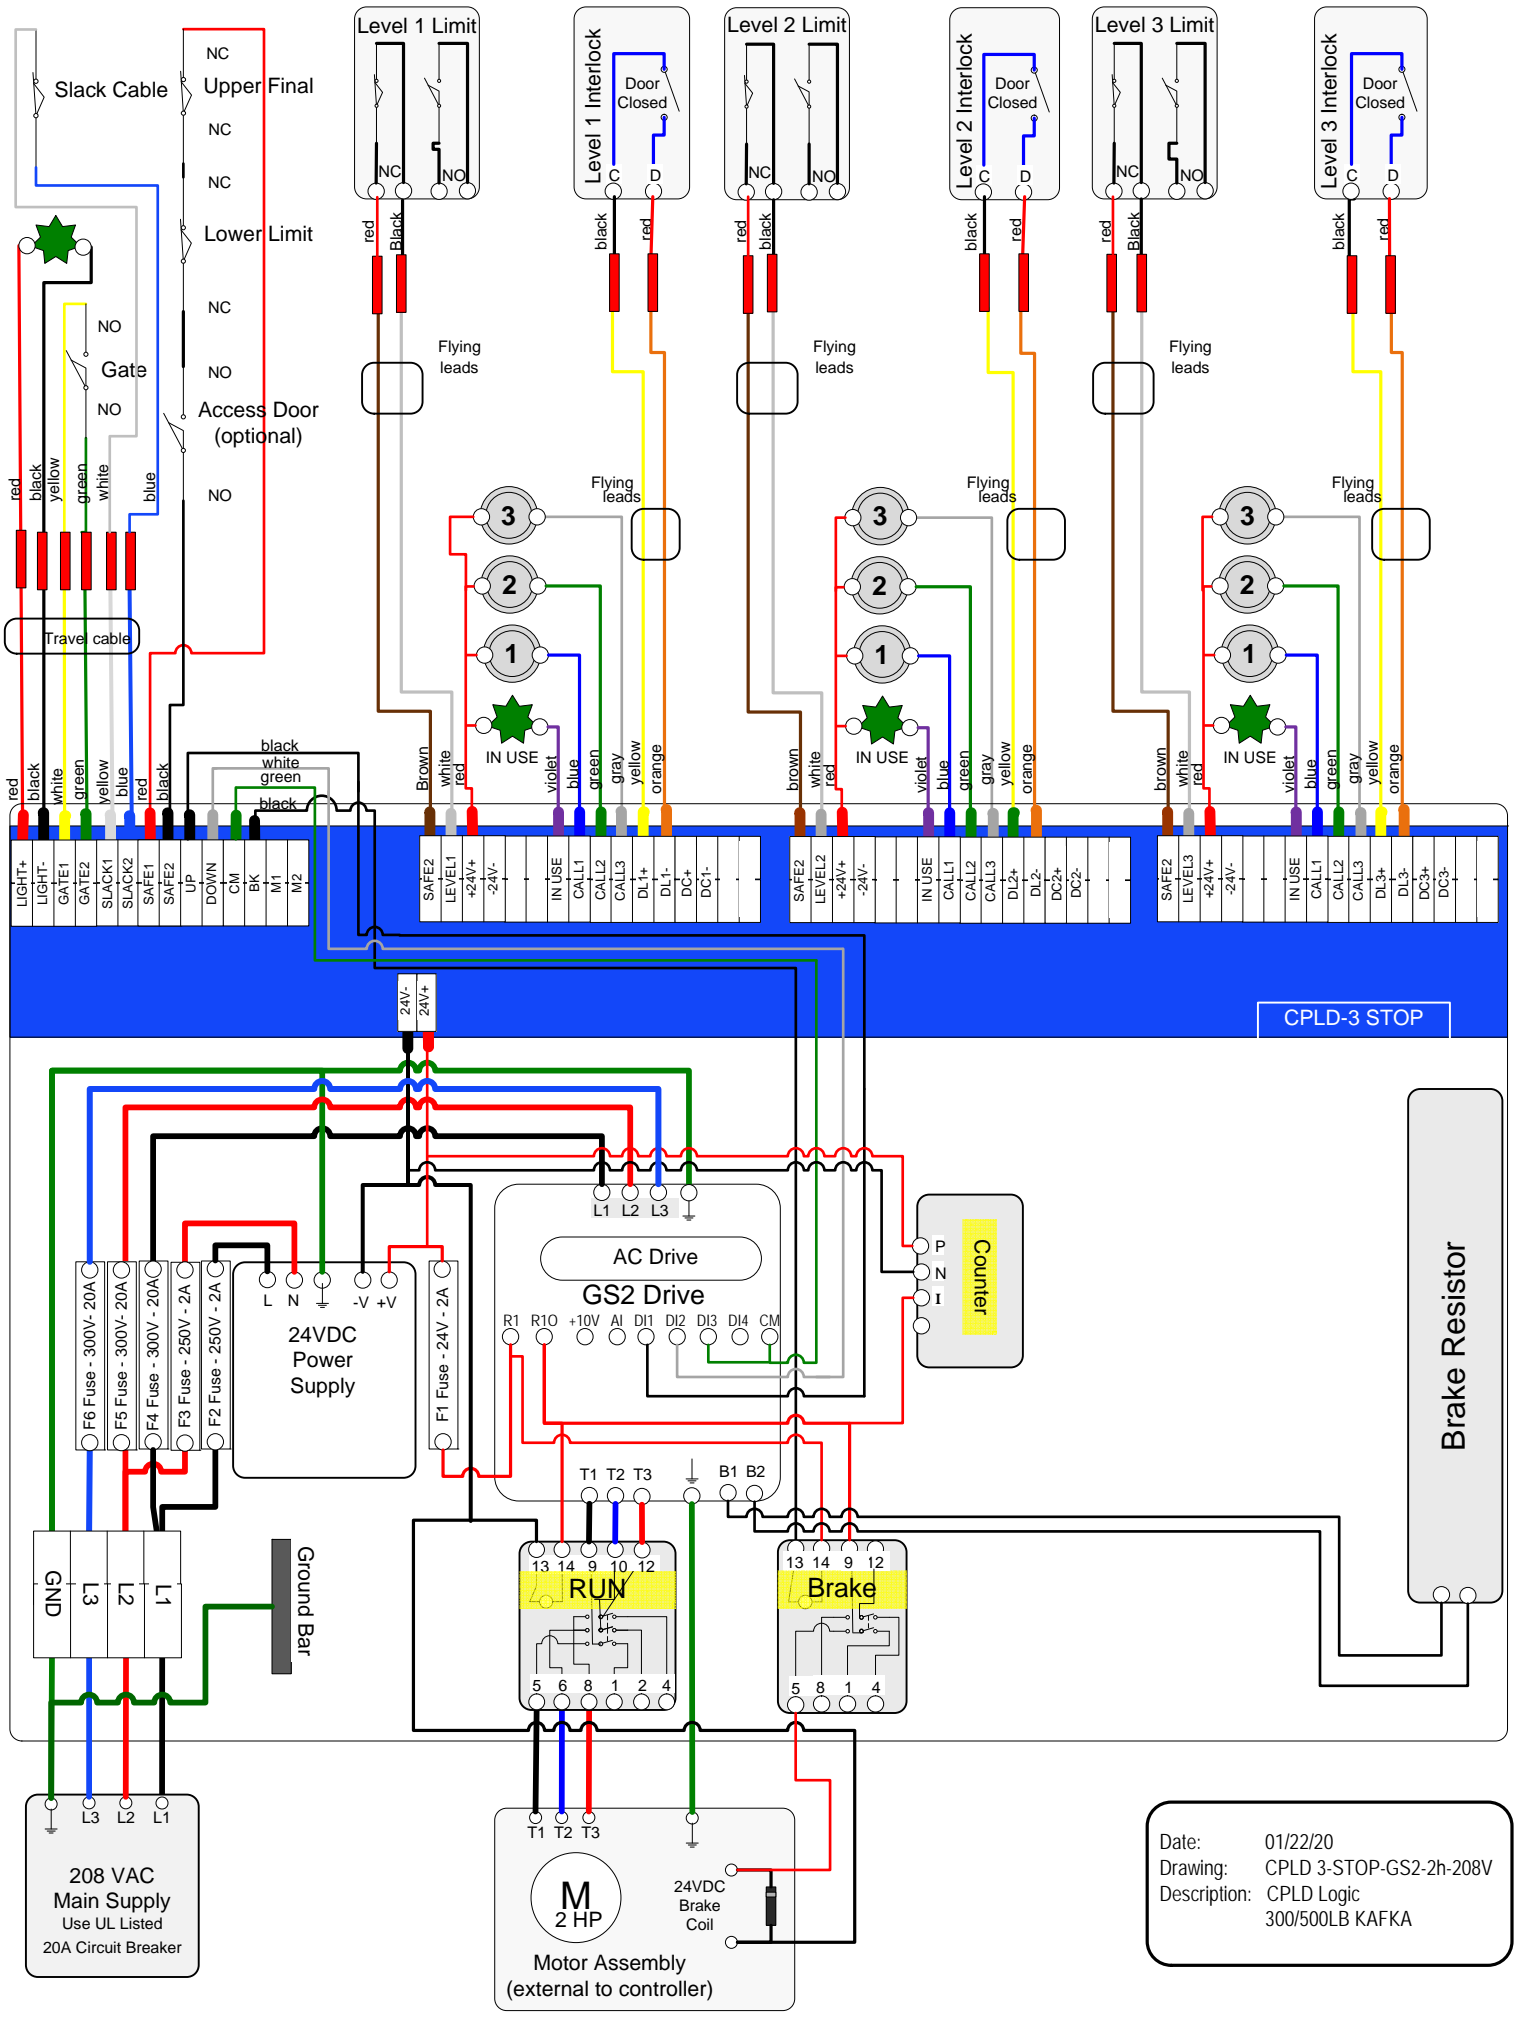 Level 1 Limit
Level 1 Interlock
Level 2 Limit
Level 2 Interlock
Level 3 Limit
Level 3 Interlock
NC
Slack Cable
Upper Final
Door
Closed
Door
Closed
Door
Closed
NC
NC
NC
NO
C
D
NC
NO
C
D
NC
NO
C
D
Lower Limit
red
Black
black
red
red
black
black
red
red
Black
black
red
NC
NO
Gate
NO
NO
Access Door
(optional)
NO
Flying
leads
Flying
leads
Flying
leads
red
black
yellow
green
white
blue
Flying
leads
Flying
leads
Flying
leads
3
2
1
IN USE
3
2
1
IN USE
3
2
1
IN USE
Travel cable
black
white
green
black
red
black
white
green
yellow
blue
red
black
Brown
white
red
violet
blue
green
gray
yellow
orange
brown
white
red
violet
blue
green
gray
yellow
orange
brown
white
red
violet
blue
green
gray
yellow
orange
LIGHT+
LIGHT-
GATE1
GATE2
SLACK1
SLACK2
SAFE1
SAFE2
UP
DOWN
CM
BK
M1
M2
SAFE2
LEVEL1
+24V+
-24V-
IN USE
CALL1
CALL2
CALL3
DL1+
DL1-
DC+
DC1-
SAFE2
LEVEL2
+24V+
-24V-
IN USE
CALL1
CALL2
CALL3
DL2+
DL2-
DC2+
DC2-
SAFE2
LEVEL3
+24V+
-24V-
IN USE
CALL1
CALL2
CALL3
DL3+
DL3-
DC3+
DC3-
24V-
24V+
CPLD-3 STOP
L1 L2 L3
AC Drive
GS2 Drive
R1 R1O +10V AI DI1 DI2 DI3 DI4 CM
P
N
I
Counter
Brake Resistor
F6 Fuse - 300V- 20A
F5 Fuse - 300V- 20A
F4 Fuse - 300V - 20A
F3 Fuse - 250V - 2A
F2 Fuse - 250V - 2A
L N -V +V
24VDC
Power
Supply
F1 Fuse - 24V - 2A
T1 T2 T3
B1 B2
13 14 9 10 12
RUN
5 6 8 1 2 4
13 14 9 12
Brake
5 8 1 4
GND
L3
L2
L1
Ground Bar
L3 L2 L1
208 VAC
Main Supply
Use UL Listed
20A Circuit Breaker
T1 T2 T3
M
2 HP
24VDC
Brake
Coil
Motor Assembly
(external to controller)
Date: 01/22/20
Drawing: CPLD 3-STOP-GS2-2h-208V
Description: CPLD Logic
300/500LB KAFKA